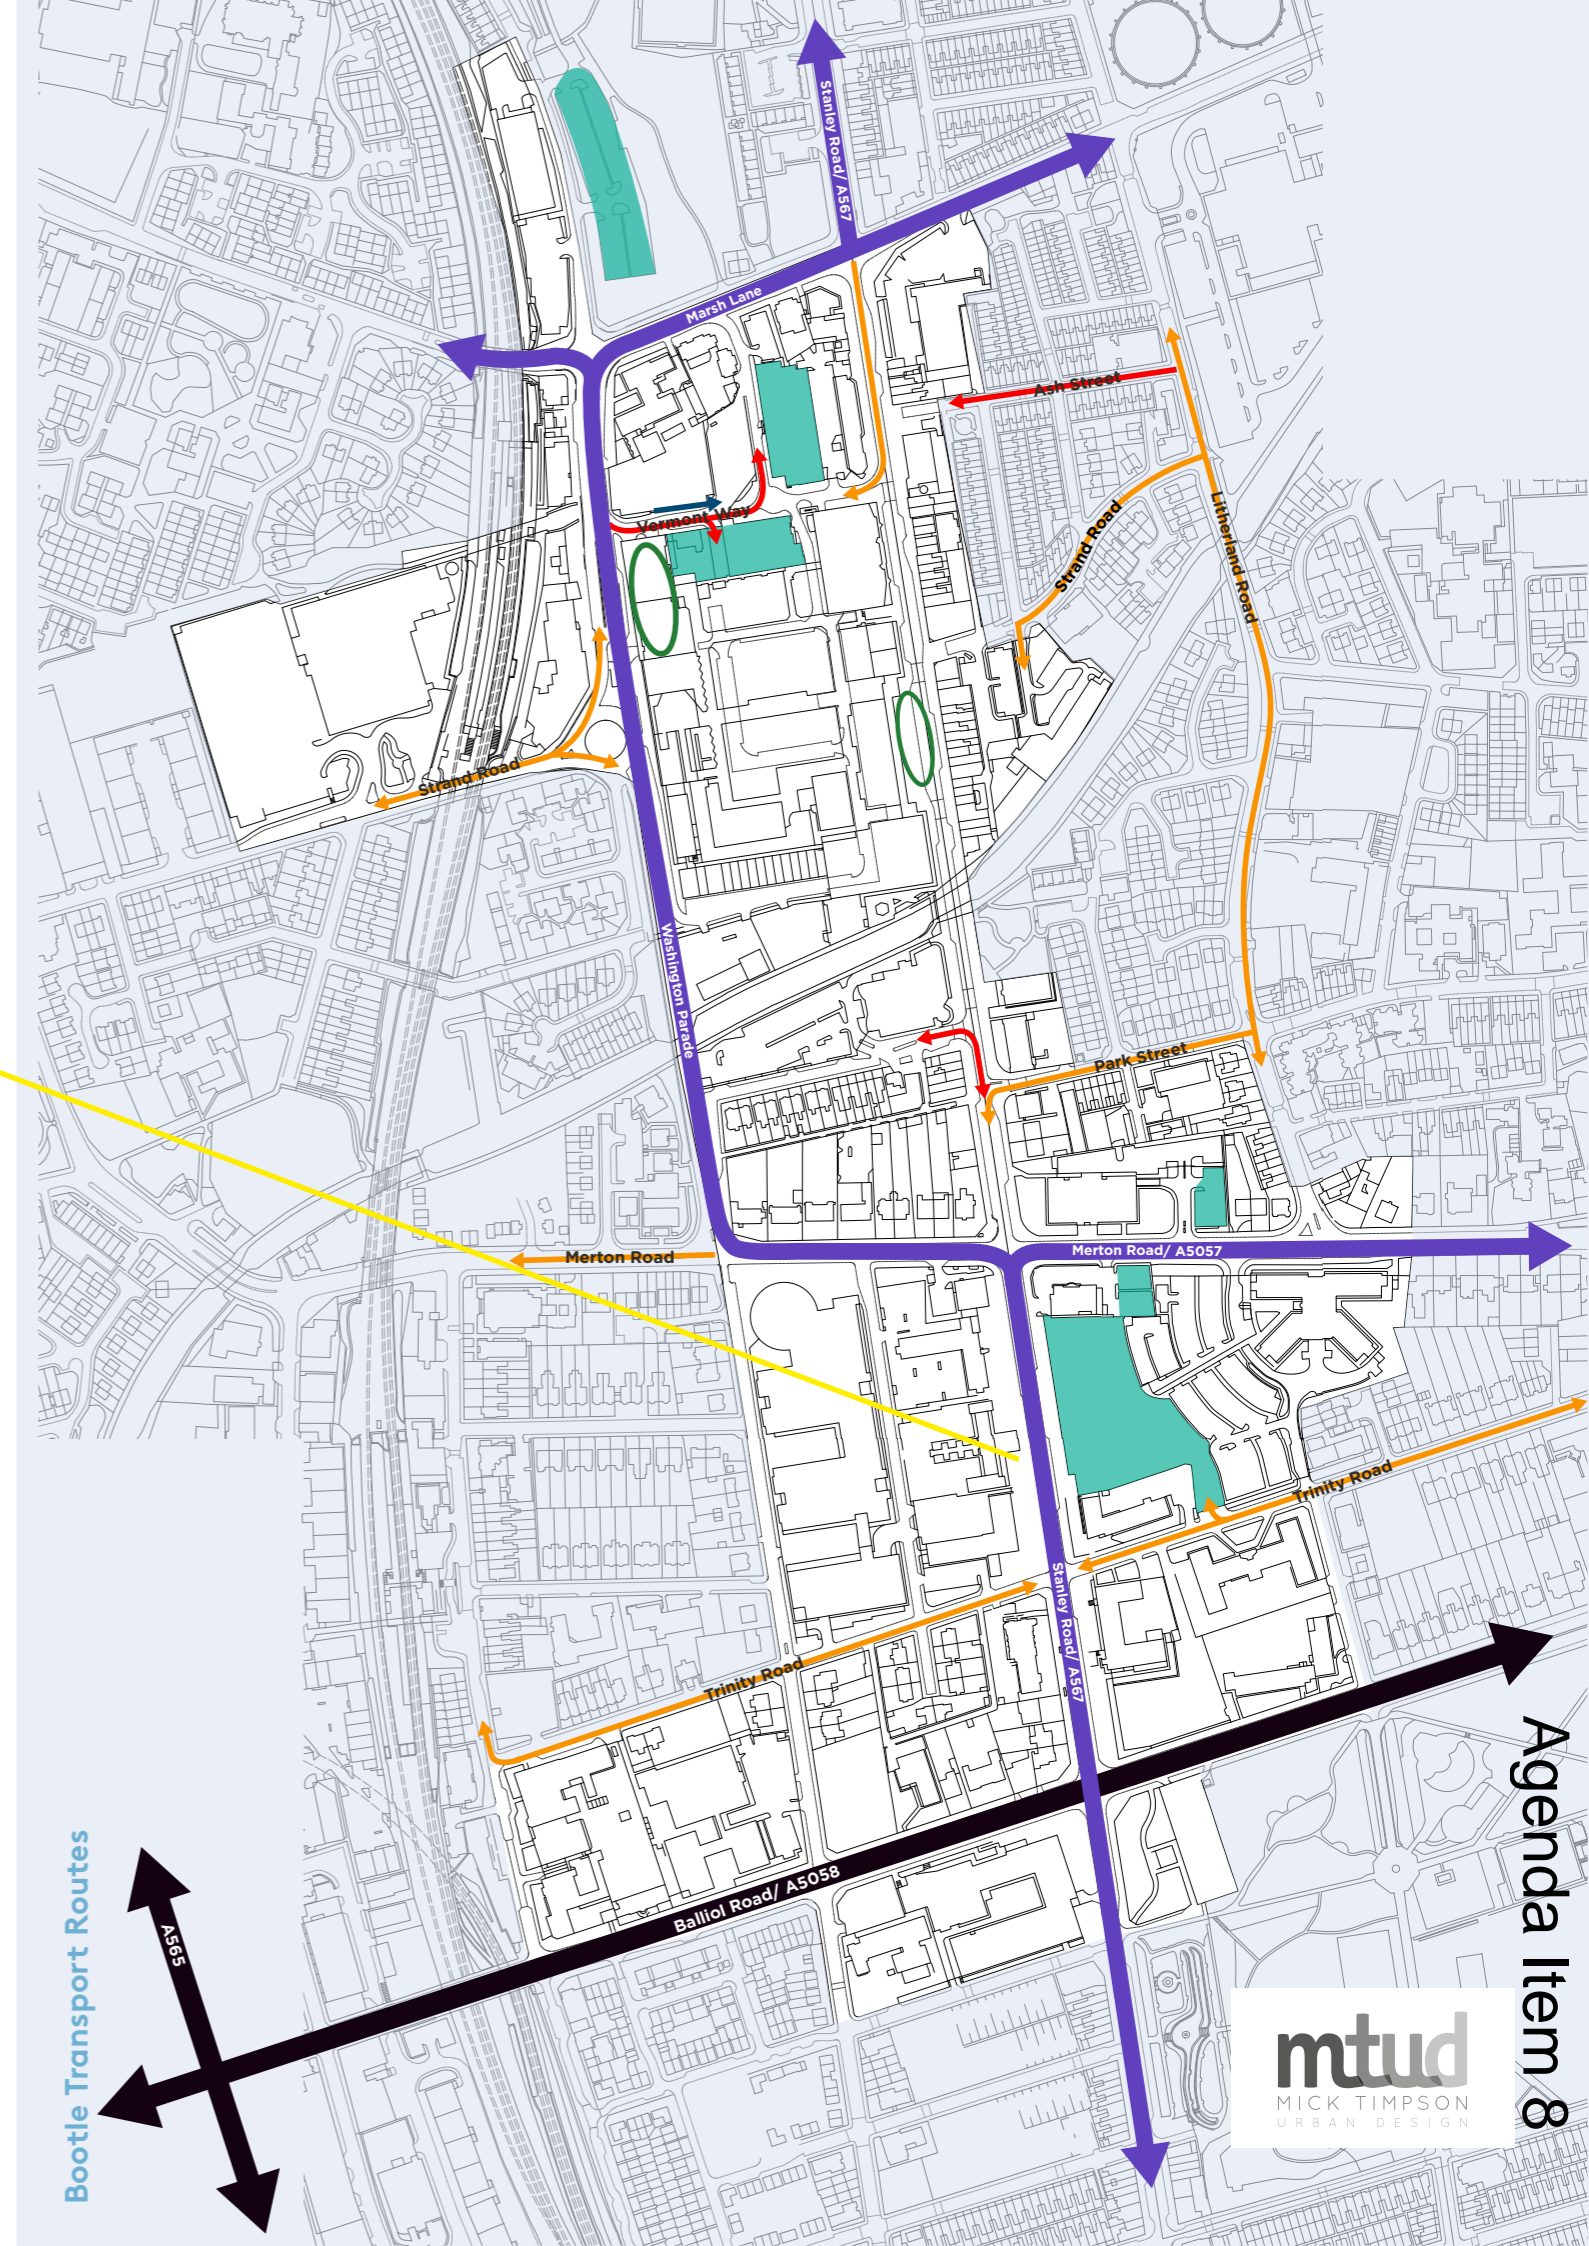 Stanley Road/ A567
Marsh Lane
Ash Street
Vermont Way
Strand Road
Litherland Road
Strand Road
Washington Parade
Park Street
Merton Road
Merton Road/ A5057
Trinity Road
Stanley Road/ A567
Trinity Road
Balliol Road/ A5058
A565
Bootle Transport Routes
Agenda Item 8
mtud
MICK TIMPSON
URBAN DESIGN